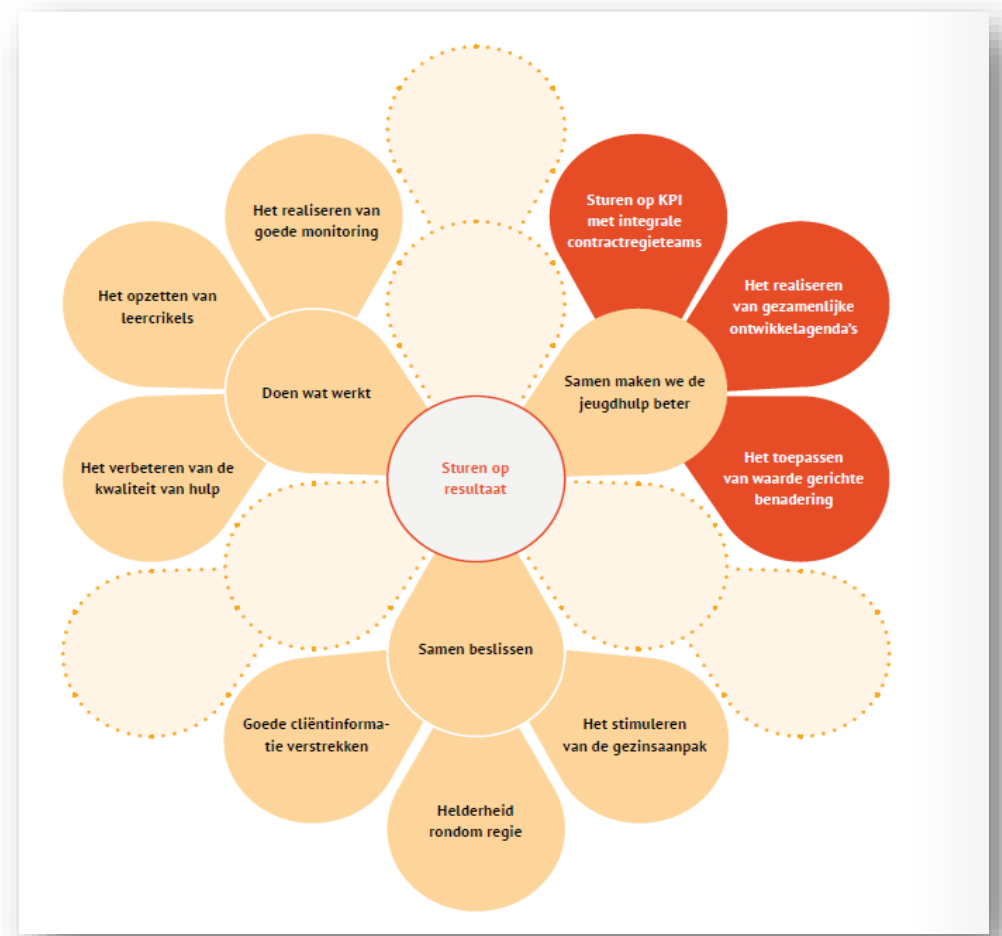 Het realiseren van
goede monitoring
Sturen op KPI
met integrale
contractregieteams
Het opzetten van
leercrikels
Het realiseren
van gezamenlijke
ontwikkelagenda's
Doen wat werkt
Samen maken we de
jeugdhulp beter
Het verbeteren van de
kwaliteit van hulp
Sturen op
resultaat
Het toepassen
van waarde gerichte
benadering
Samen beslissen
Goede cliëntinforma-
tie verstrekken
Het stimuleren
van de gezinsaanpak
Helderheid
rondom regie